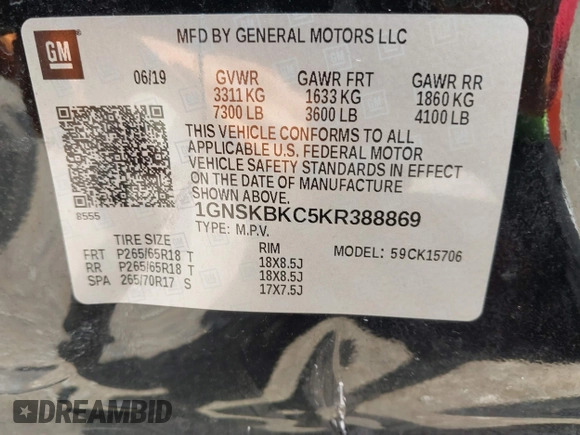 GM
MFD BY GENERAL MOTORS LLC
06/19 GVWR GAWR FRT GAWR RR
3311 KG 1633 KG 1860 KG
7300 LB 3600 LB 4100 LB
THIS VEHICLE CONFORMS TO ALL
APPLICABLE U.S. FEDERAL MOTOR
VEHICLE SAFETY STANDARDS IN EFFECT
ON THE DATE OF MANUFACTURE
SHOWN ABOVE.
8555
1GNSKBKC5KR388869
TYPE: M.P.V.
TIRE SIZE RIM MODEL: 59CK15706
FRT P265/65R18 T 18X8.5J
RR P265/65R18 T 18X8.5J
SPA 265/70R17 S 17X7.5J
DREAMBID